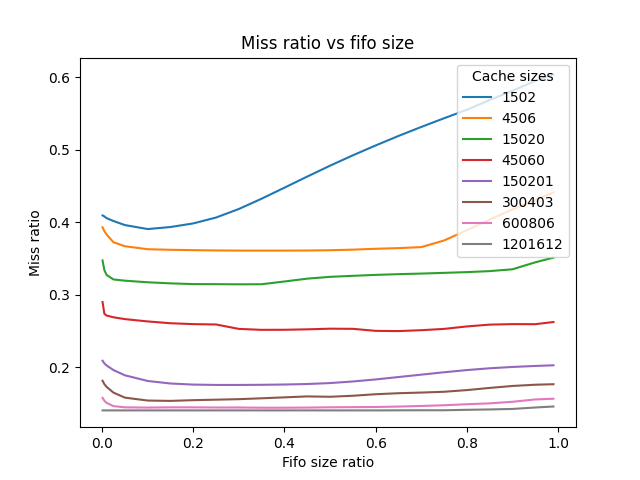 Miss ratio vs fifo size
Cache sizes
1502
4506
15020
45060
150201
300403
600806
1201612
0.6
0.5
0.4
0.3
0.2
Miss ratio
0.0 0.2 0.4 0.6 0.8 1.0
Fifo size ratio